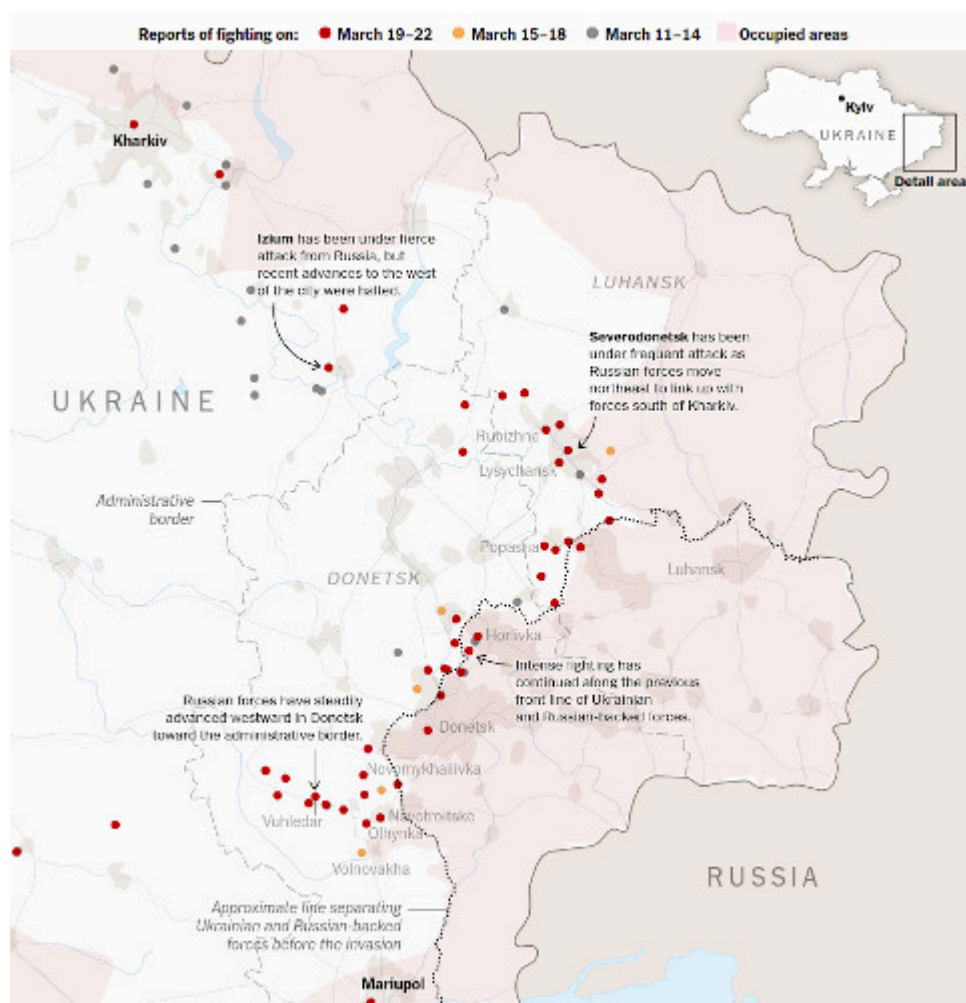 Reports of fighting on: March 19–22 March 15–18 March 11–14 Occupied areas
Kyiv
UKRAINE
Detail area
Kharkiv
Izium has been under fierce
attack from Russia, but
recent advances to the west
of the city were halted.
LUHANSK
Severodonetsk has been
under frequent attack as
Russian forces move
northeast to link up with
forces south of Kharkiv.
UKRAINE
Rubizhne
Lysychansk
Administrative
border
Popasna
Luhansk
DONETSK
Horlivka
Intense fighting has
continued along the previous
front line of Ukrainian
and Russian-backed forces.
Russian forces have steadily
advanced westward in Donetsk
toward the administrative border.
Donetsk
Novomykhailivka
Vuhledar
Novotroitske
Olhynka
Volnovakha
RUSSIA
Approximate line separating
Ukrainian and Russian-backed
forces before the invasion
Mariupol